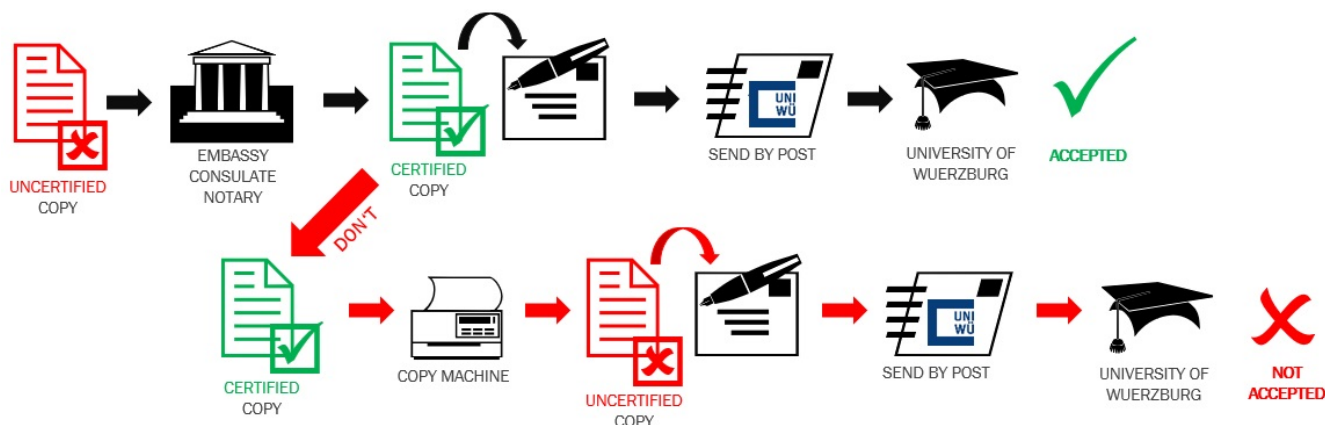 UNCERTIFIED
COPY
EMBASSY
CONSULATE
NOTARY
CERTIFIED
COPY
UNI
WÜ
SEND BY POST
UNIVERSITY OF
WUERZBURG
ACCEPTED
DON'T
CERTIFIED
COPY
COPY MACHINE
UNCERTIFIED
COPY
UNI
WÜ
SEND BY POST
UNIVERSITY OF
WUERZBURG
NOT
ACCEPTED